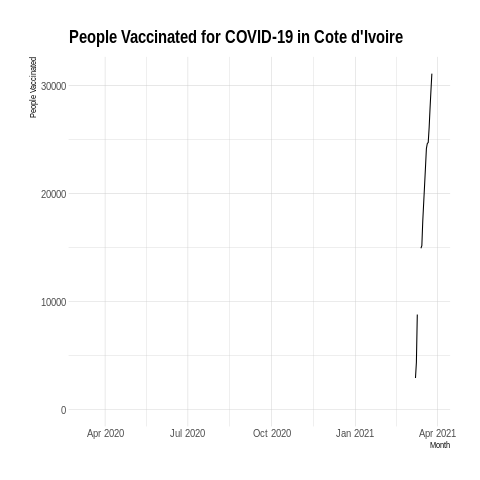 People Vaccinated for COVID-19 in Cote d'Ivoire
People Vaccinated
30000
20000
10000
0
Apr 2020 Jul 2020 Oct 2020 Jan 2021 Apr 2021
Month